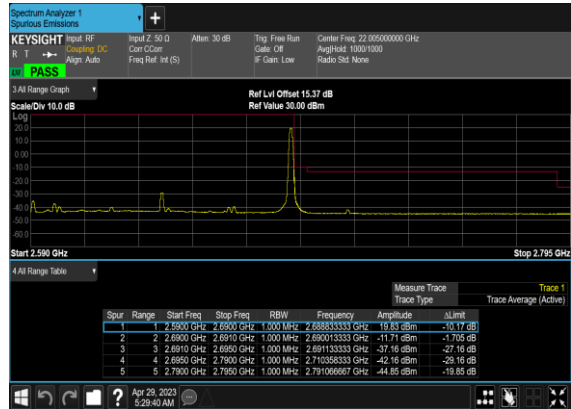 Spectrum Analyzer 1
Spurious Emissions
KEYSIGHT Input: RF Input Z: 50 Ω Atten: 30 dB Trig: Free Run Center Freq: 22.005000000 GHz
R T Coupling: DC Corr CCorr Gate: Off Avg|Hold: 1000/1000
Align: Auto Freq Ref: Int (S) IF Gain: Low Radio Std: None
PASS
3 All Range Graph
Ref Lvl Offset 15.37 dB
Scale/Div 10.0 dB Ref Value 30.00 dBm
Log
20.0
10.0
0.00
-10.0
-20.0
-30.0
-40.0
-50.0
-60.0
Start 2.590 GHz Stop 2.795 GHz
4 All Range Table
Measure Trace Trace 1
Trace Type Trace Average (Active)
Spur Range Start Freq Stop Freq RBW Frequency Amplitude ΔLimit
1 1 2.5900 GHz 2.6900 GHz 1.000 MHz 2.688833333 GHz 19.83 dBm -10.17 dB
2 2 2.6900 GHz 2.6910 GHz 1.000 MHz 2.690013333 GHz -11.71 dBm -1.705 dB
3 3 2.6910 GHz 2.6950 GHz 1.000 MHz 2.691133333 GHz -37.16 dBm -27.16 dB
4 4 2.6950 GHz 2.7900 GHz 1.000 MHz 2.710358333 GHz -42.16 dBm -29.16 dB
5 5 2.7900 GHz 2.7950 GHz 1.000 MHz 2.791066667 GHz -44.85 dBm -19.85 dB
Apr 29, 2023
5:29:40 AM